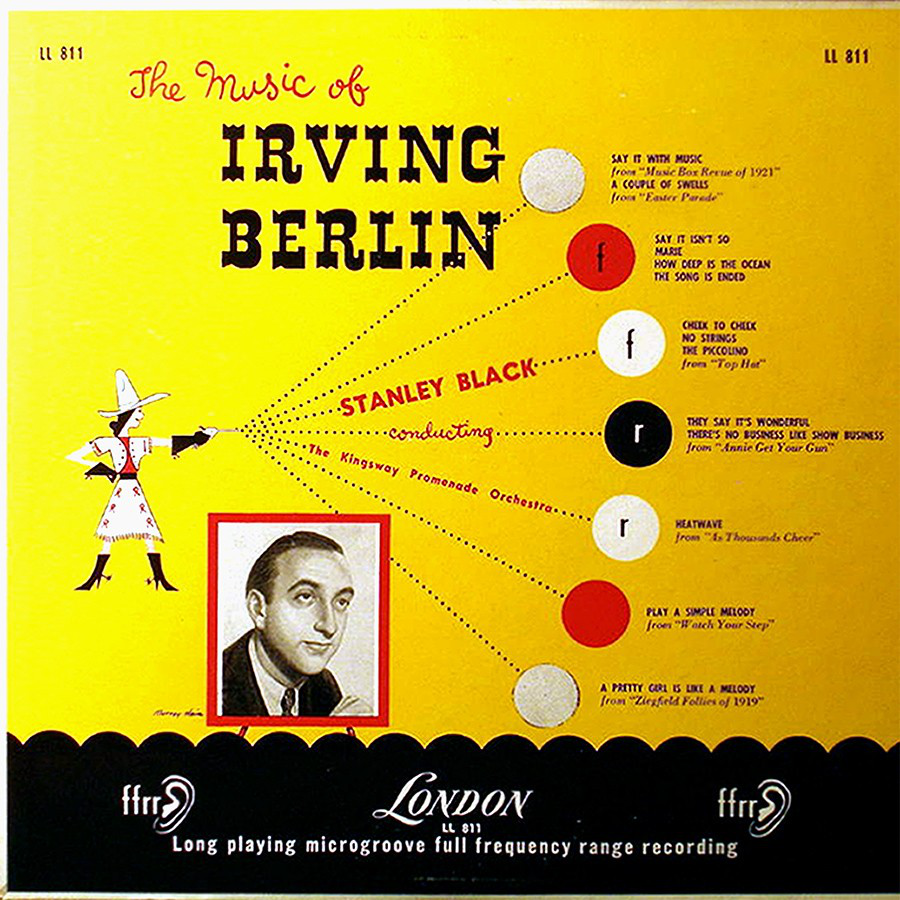 LL 811
LL 811
The Music of
IRVING
BERLIN
SAY IT WITH MUSIC
from "Music Box Revue of 1921"
A COUPLE OF SWELLS
from "Easter Parade"
f
SAY IT ISN'T SO
MARIE
HOW DEEP IS THE OCEAN
THE SONG IS ENDED
f
CHEEK TO CHEEK
NO STRINGS
THE PICCOLINO
from "Top Hat"
STANLEY BLACK
conducting
The Kingsway Promenade Orchestra
r
THEY SAY IT'S WONDERFUL
THERE'S NO BUSINESS LIKE SHOW BUSINESS
from "Annie Get Your Gun"
r
HEATWAVE
from "As Thousands Cheer"
PLAY A SIMPLE MELODY
from "Watch Your Step"
A PRETTY GIRL IS LIKE A MELODY
from "Ziegfield Follies of 1919"
ffrr
LONDON
ffrr
LL 811
Long playing microgroove full frequency range recording